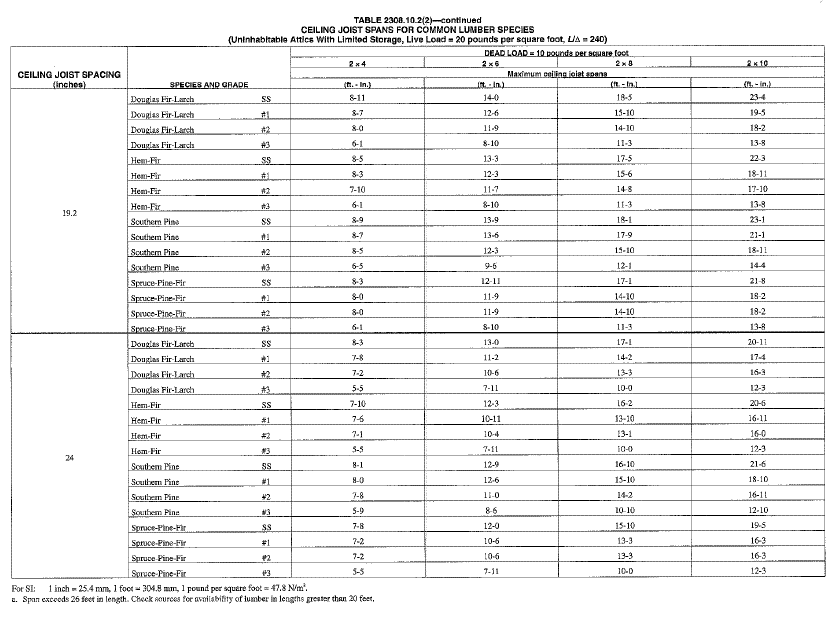 TABLE 2308.10.2(2)—continued
CEILING JOIST SPANS FOR COMMON LUMBER SPECIES
(Uninhabitable Attics With Limited Storage, Live Load = 20 pounds per square foot, L/Δ = 240)
DEAD LOAD = 10 pounds per square foot
2 x 4 2 x 6 2 x 8 2 x 10
Maximum ceiling joist spans
CEILING JOIST SPACING (inches) SPECIES AND GRADE (ft. - in.) (ft. - in.) (ft. - in.) (ft. - in.)
19.2
Douglas Fir-Larch SS 8-11 14-0 18-5 23-4
Douglas Fir-Larch #1 8-7 12-6 15-10 19-5
Douglas Fir-Larch #2 8-0 11-9 14-10 18-2
Douglas Fir-Larch #3 6-1 8-10 11-3 13-8
Hem-Fir SS 8-5 13-3 17-5 22-3
Hem-Fir #1 8-3 12-3 15-6 18-11
Hem-Fir #2 7-10 11-7 14-8 17-10
Hem-Fir #3 6-1 8-10 11-3 13-8
Southern Pine SS 8-9 13-9 18-1 23-1
Southern Pine #1 8-7 13-6 17-9 21-1
Southern Pine #2 8-5 12-3 15-10 18-11
Southern Pine #3 6-5 9-6 12-1 14-4
Spruce-Pine-Fir SS 8-3 12-11 17-1 21-8
Spruce-Pine-Fir #1 8-0 11-9 14-10 18-2
Spruce-Pine-Fir #2 8-0 11-9 14-10 18-2
Spruce-Pine-Fir #3 6-1 8-10 11-3 13-8
24
Douglas Fir-Larch SS 8-3 13-0 17-1 20-11
Douglas Fir-Larch #1 7-8 11-2 14-2 17-4
Douglas Fir-Larch #2 7-2 10-6 13-3 16-3
Douglas Fir-Larch #3 5-5 7-11 10-0 12-3
Hem-Fir SS 7-10 12-3 16-2 20-6
Hem-Fir #1 7-6 10-11 13-10 16-11
Hem-Fir #2 7-1 10-4 13-1 16-0
Hem-Fir #3 5-5 7-11 10-0 12-3
Southern Pine SS 8-1 12-9 16-10 21-6
Southern Pine #1 8-0 12-6 15-10 18-10
Southern Pine #2 7-8 11-0 14-2 16-11
Southern Pine #3 5-9 8-6 10-10 12-10
Spruce-Pine-Fir SS 7-8 12-0 15-10 19-5
Spruce-Pine-Fir #1 7-2 10-6 13-3 16-3
Spruce-Pine-Fir #2 7-2 10-6 13-3 16-3
Spruce-Pine-Fir #3 5-5 7-11 10-0 12-3
For SI: 1 inch = 25.4 mm, 1 foot = 304.8 mm, 1 pound per square foot = 47.8 N/m².
a. Span exceeds 26 feet in length. Check sources for availability of lumber in lengths greater than 20 feet.